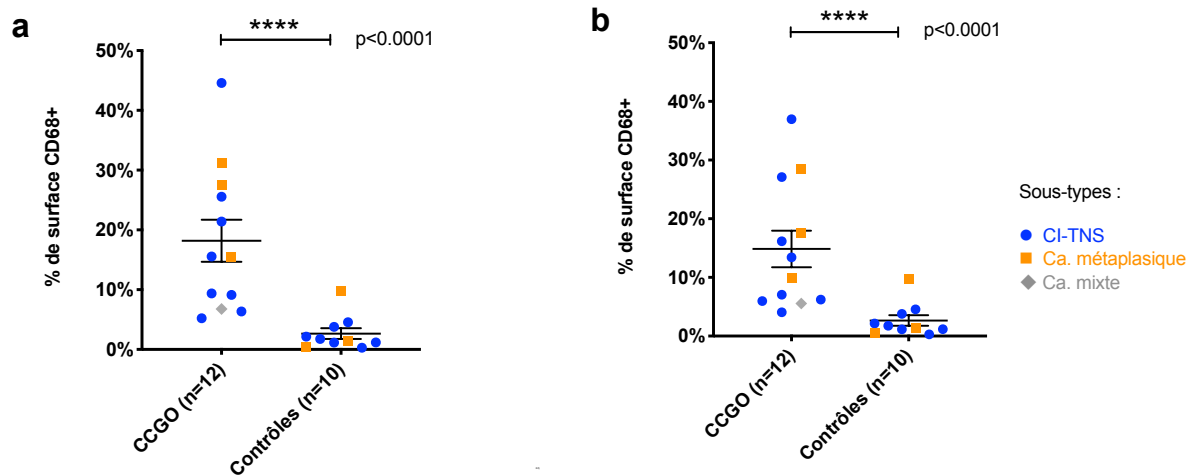 a
****
p<0.0001
% de surface CD68+
50%
40%
30%
20%
10%
0%
CCGO (n=12)
Contrôles (n=10)
b
****
p<0.0001
% de surface CD68+
50%
40%
30%
20%
10%
0%
CCGO (n=12)
Contrôles (n=10)
Sous-types :
CI-TNS
Ca. métaplasique
Ca. mixte